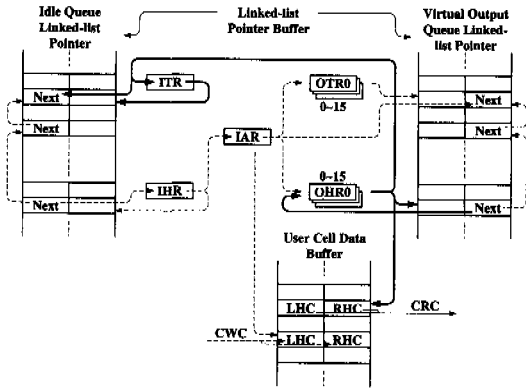 Idle Queue
Linked-list
Pointer
Linked-list
Pointer Buffer
Virtual Output
Queue Linked-
list Pointer
ITR
OTR0
0~15
Next
Next
Next
Next
IAR
0~15
IHR
OHR0
Next
Next
User Cell Data
Buffer
LHC RHC
CRC
CWC
LHC RHC